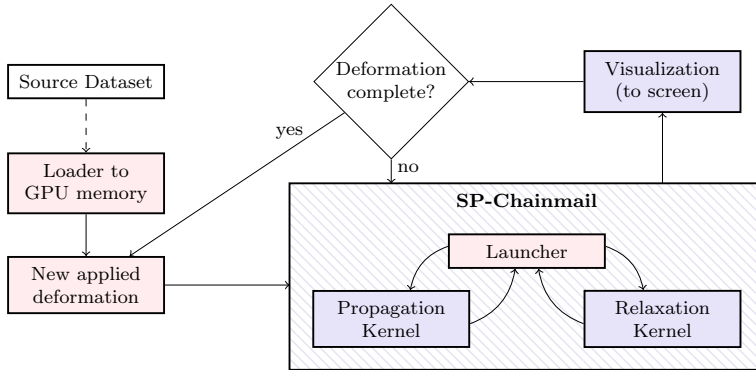 Source Dataset
Loader to
GPU memory
New applied
deformation
Deformation
complete?
yes
no
Visualization
(to screen)
SP-Chainmail
Launcher
Propagation
Kernel
Relaxation
Kernel